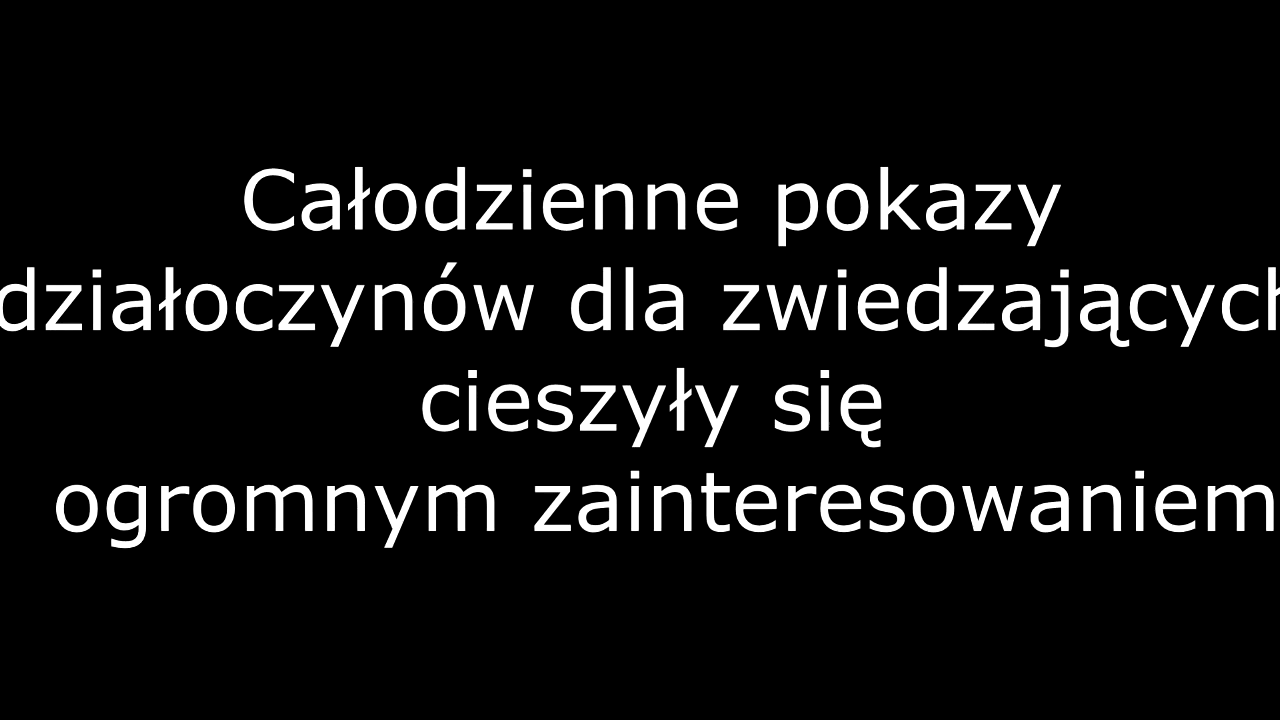 Całodzienne pokazy
działoczynów dla zwiedzających
cieszyły się
ogromnym zainteresowaniem